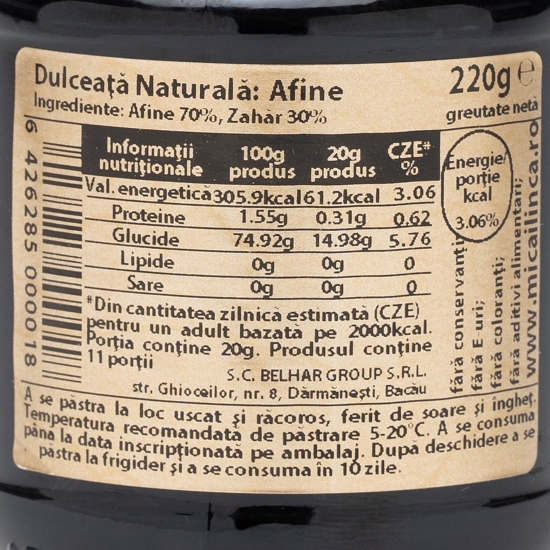 Dulceață Naturală: Afine
220g e
Ingrediente: Afine 70%, Zahăr 30%
greutate netă
Informații nutriționale 100g produs 20g produs CZE* %
Val. energetică 305.9kcal 61.2kcal 3.06
Proteine 1.55g 0.31g 0.62
Glucide 74.92g 14.98g 5.76
Lipide 0g 0g 0
Sare 0g 0g 0
*Din cantitatea zilnică estimată (CZE)
pentru un adult bazată pe 2000kcal.
Porția conține 20g. Produsul conține
11 porții
S.C. BELHAR GROUP S.R.L.
str. Ghioceilor, nr. 8, Dărmănești, Bacău
Energie/
porție
kcal
3.06%
fără conservanți;
fără E-uri;
fără coloranți;
fără aditivi alimentari;
www.micailinca.ro
6 426285 000018
A se păstra la loc uscat și răcoros, ferit de soare și îngheț.
Temperatura recomandată de păstrare 5-20°C. A se consuma
până la data inscripționată pe ambalaj. După deschidere a se
păstra la frigider și a se consuma în 10 zile.